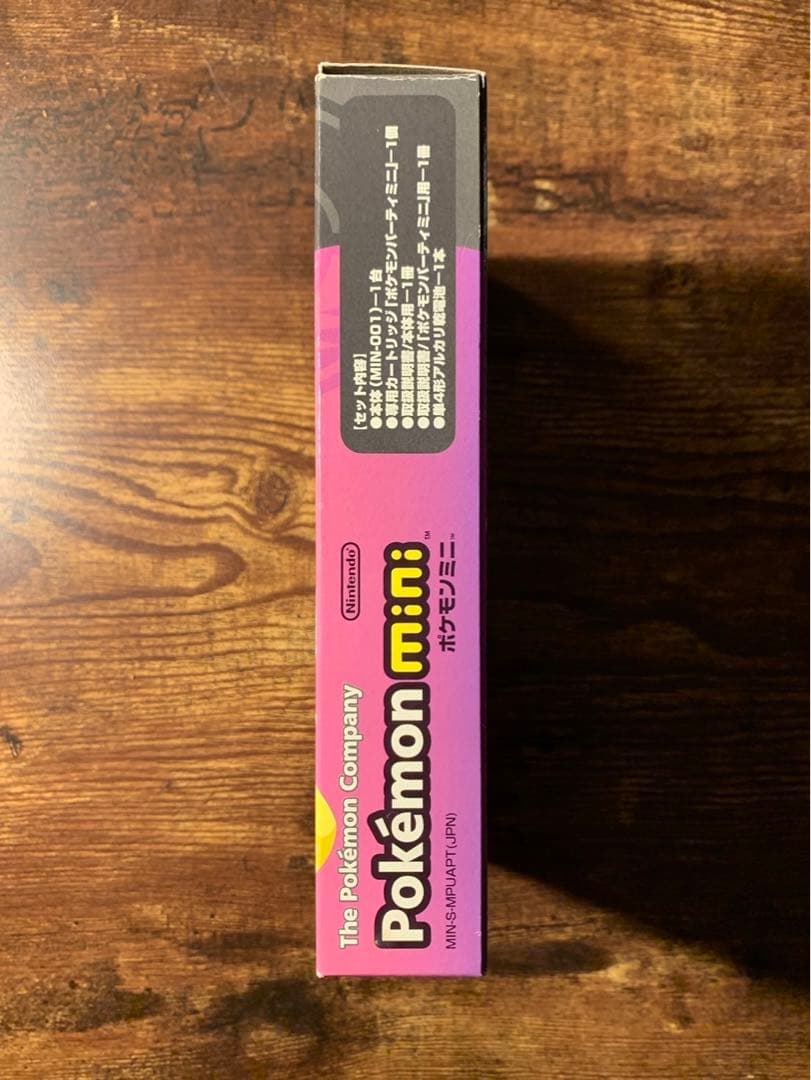 The Pokémon Company
Nintendo®
Pokémon mini™
ポケモンミニ™
MIN-S-MPUAPT(JPN)
[セット内容]
●本体(MIN-001)ー1台
●専用カートリッジ「ポケモンパーティミニ」ー1個
●取扱説明書/本体用ー1冊
●取扱説明書/「ポケモンパーティミニ」用ー1冊
●単4形アルカリ乾電池ー1本